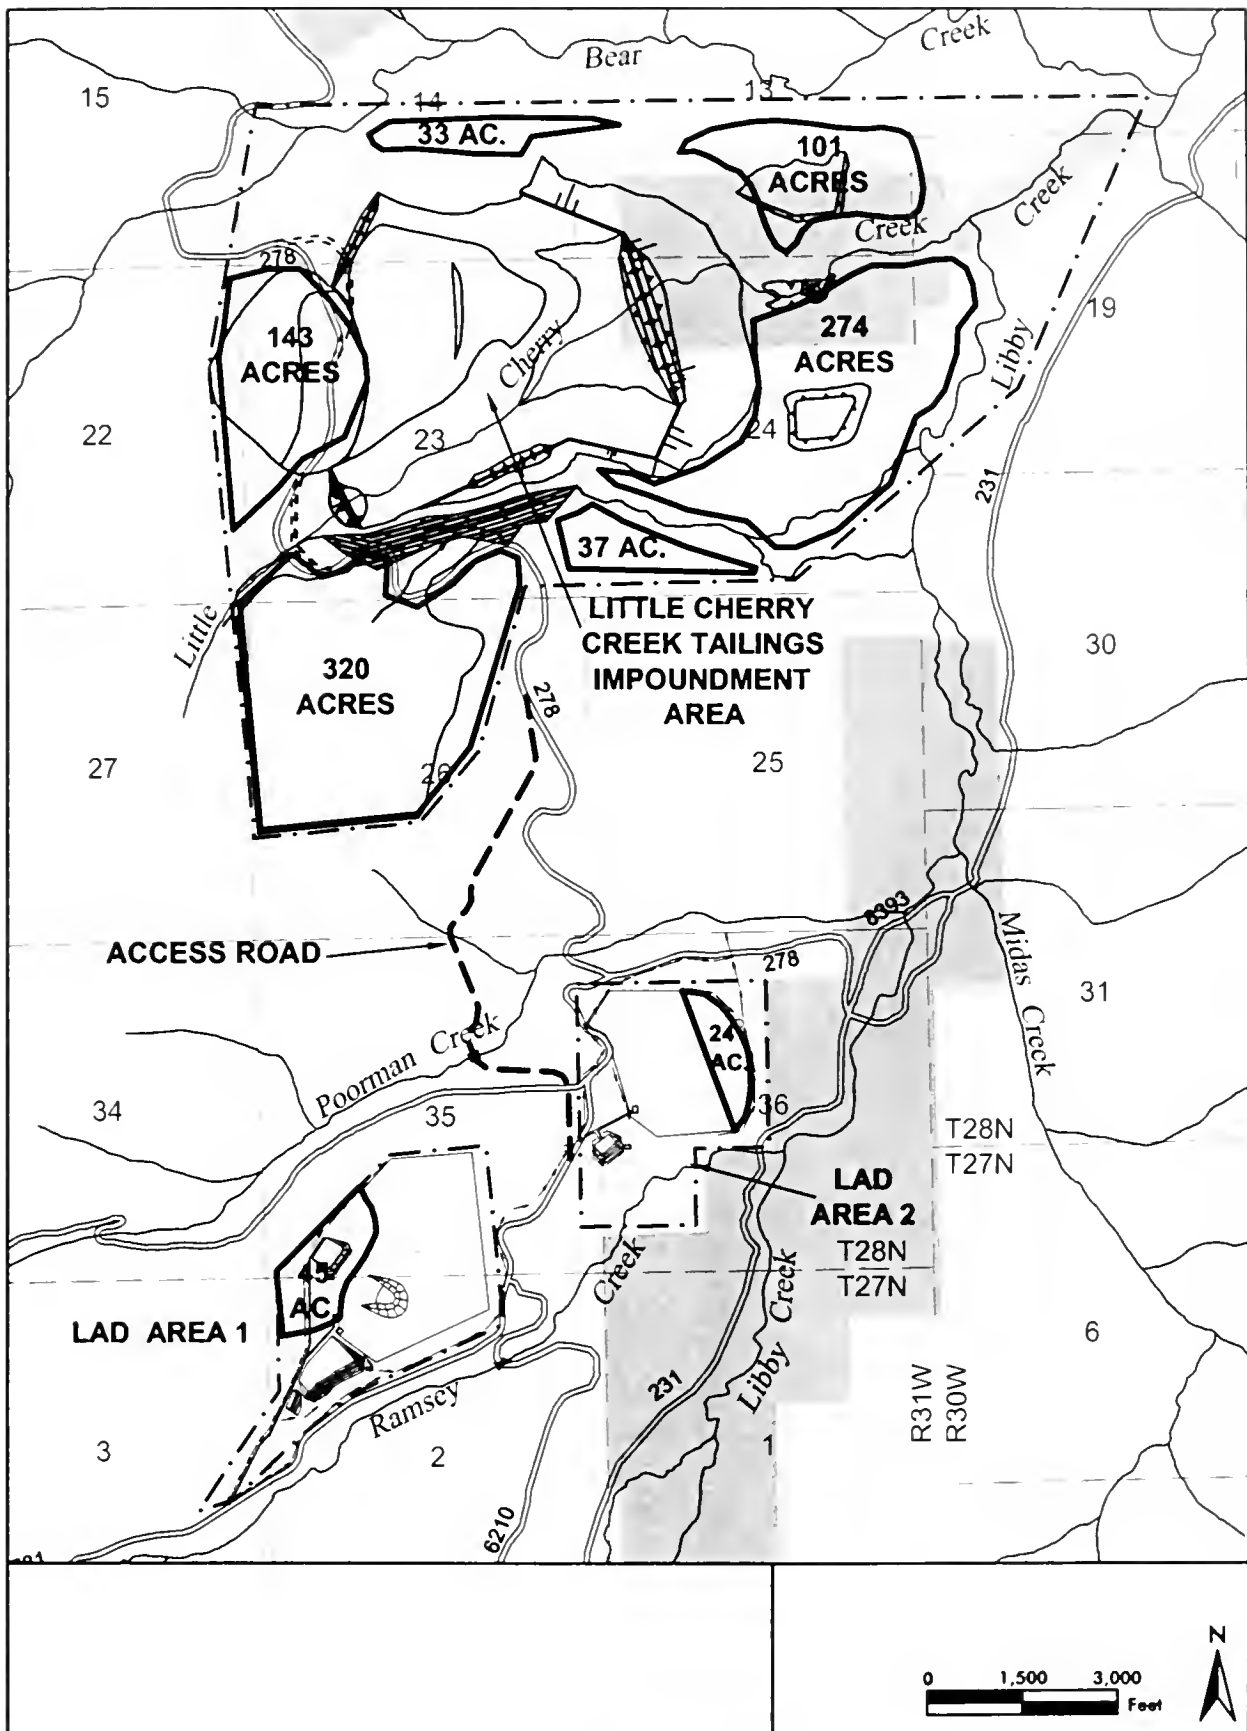 Creek
Bear
15
14
13
33 AC.
101
ACRES
Creek
Creek
278
143
ACRES
Cherry
274
ACRES
19
Libby
22
23
24
231
37 AC.
Little
LITTLE CHERRY
CREEK TAILINGS
IMPOUNDMENT
AREA
30
320
ACRES
278
27
26
25
8393
ACCESS ROAD
278
Midas Creek
31
24
AC.
Poorman Creek
34
35
36
T28N
T27N
LAD
AREA 2
T28N
T27N
Creek
45
AC.
Creek
LAD AREA 1
6
Libby
231
Ramsey
R31W
R30W
3
2
1
6210
N
0 1,500 3,000
Feet